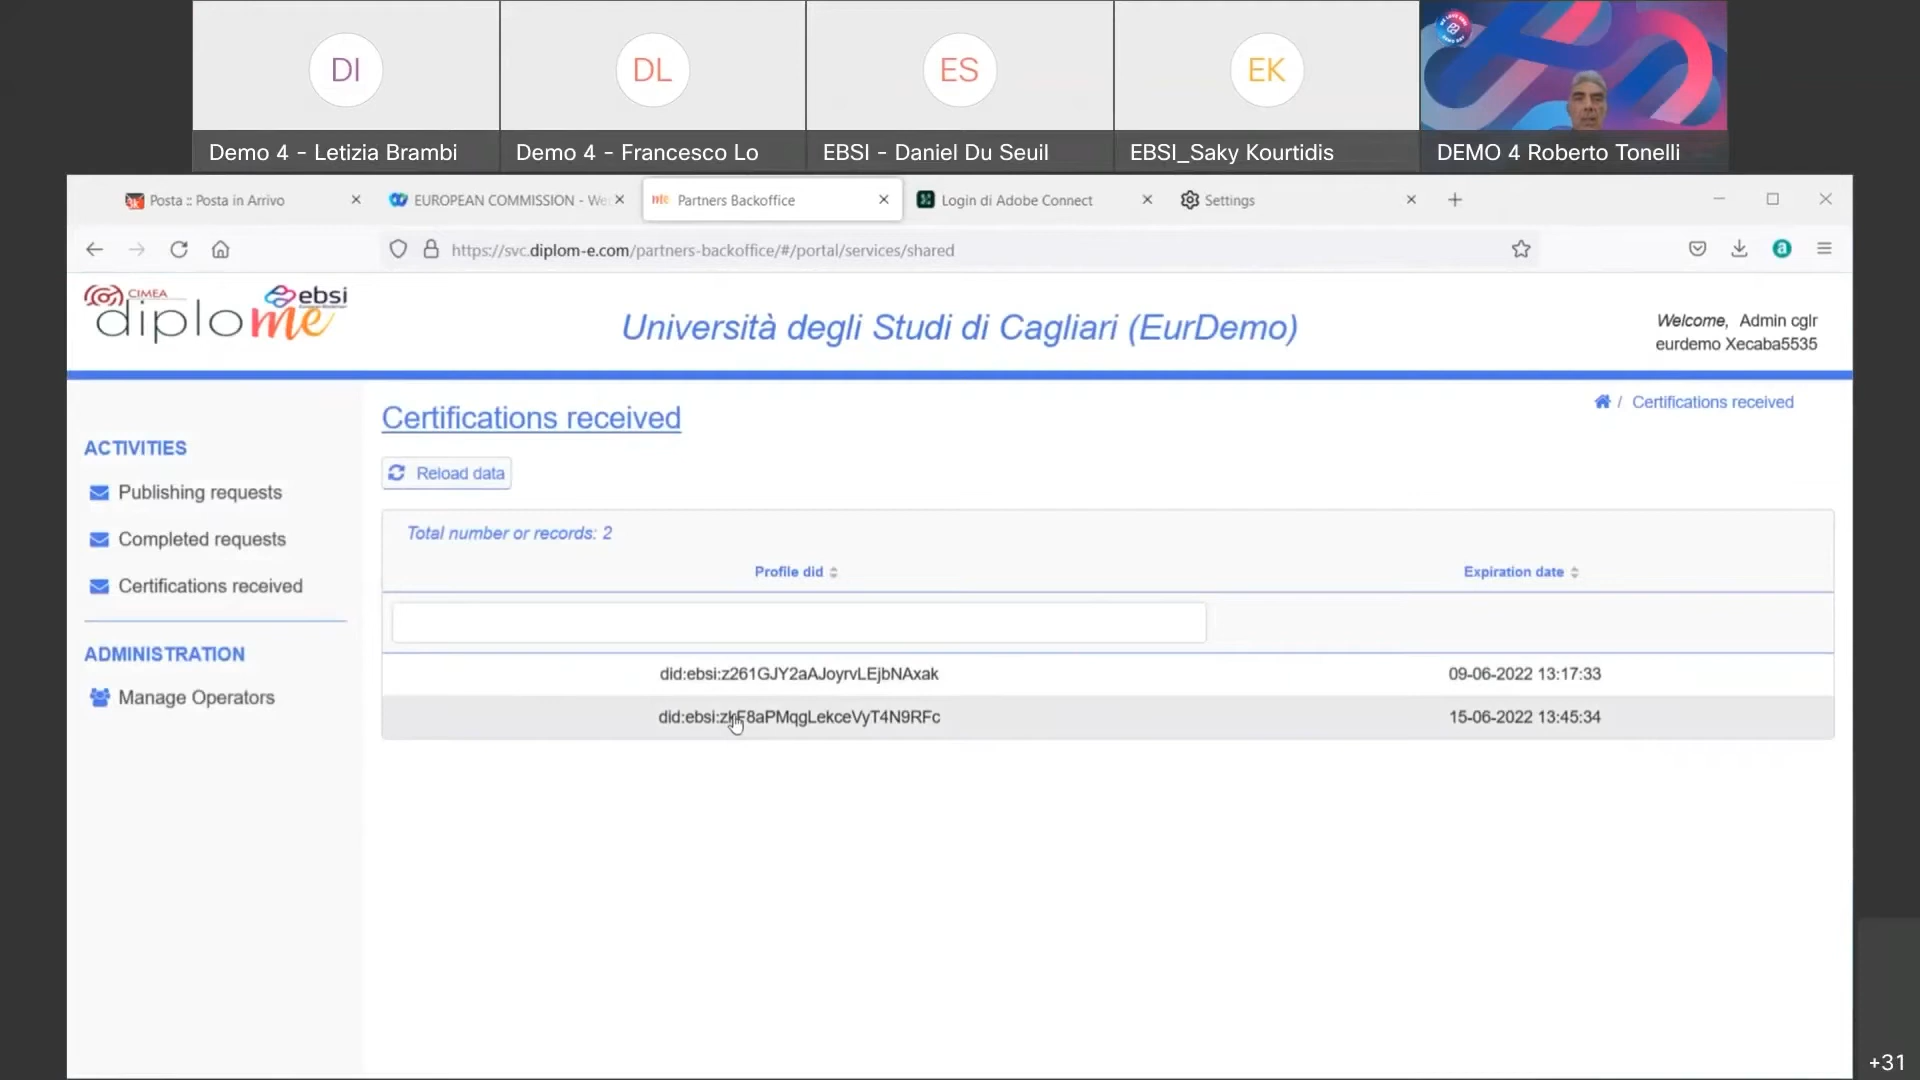 DI
DL
ES
EK
Demo 4 - Letizia Brambi
Demo 4 - Francesco Lo
EBSI - Daniel Du Seuil
EBSI_Saky Kourtidis
DEMO 4 Roberto Tonelli
Posta :: Posta in Arrivo
EUROPEAN COMMISSION - We
Partners Backoffice
Login di Adobe Connect
Settings
https://svc.diplom-e.com/partners-backoffice/#/portal/services/shared
CIMEA
diplome
ebsi
Università degli Studi di Cagliari (EurDemo)
Welcome, Admin cglr
eurdemo Xecaba5535
Certifications received
/ Certifications received
ACTIVITIES
Publishing requests
Completed requests
Certifications received
ADMINISTRATION
Manage Operators
Reload data
Total number or records: 2
Profile did
Expiration date
did:ebsi:z261GJY2aAJoyrvLEjbNAxak
09-06-2022 13:17:33
15-06-2022 13:45:34
+31